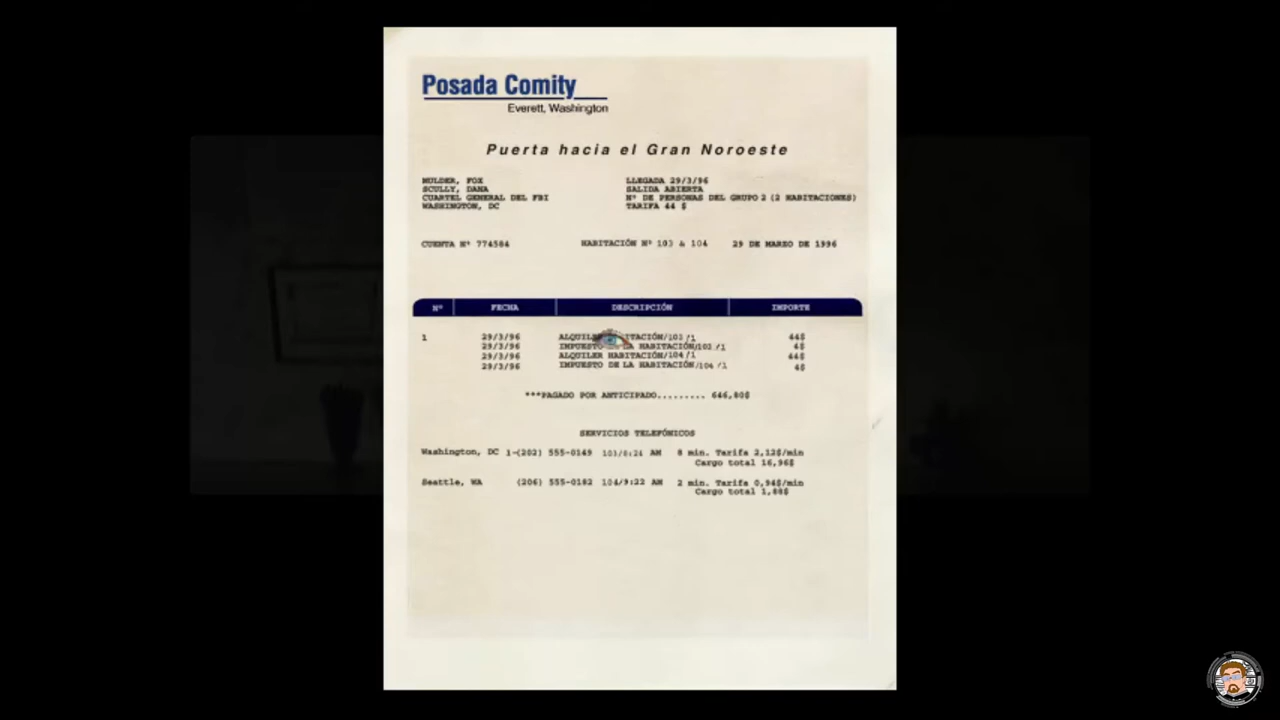 Posada Comity
Everett, Washington
Puerta hacia el Gran Noroeste
MULDER, FOX
SCULLY, DANA
CUARTEL GENERAL DEL FBI
WASHINGTON, DC
LLEGADA 29/3/96
SALIDA ABIERTA
Nº DE PERSONAS DEL GRUPO 2 (2 HABITACIONES)
TARIFA 44 $
CUENTA Nº 774584 HABITACIÓN Nº 103 & 104 29 DE MARZO DE 1996
Nº FECHA DESCRIPCIÓN IMPORTE
1 29/3/96 /103 /1 44$
29/3/96 IMPUESTO LA HABITACIÓN/103 /1 4$
29/3/96 ALQUILER HABITACIÓN/104 /1 44$
29/3/96 IMPUESTO DE LA HABITACIÓN/104 /1 4$
***PAGADO POR ANTICIPADO......... 646,80$
SERVICIOS TELEFÓNICOS
Washington, DC 1-(202) 555-0149 103/8:24 AM 8 min. Tarifa 2,12$/min
Cargo total 16,96$
Seattle, WA (206) 555-0182 104/9:22 AM 2 min. Tarifa 0,94$/min
Cargo total 1,88$